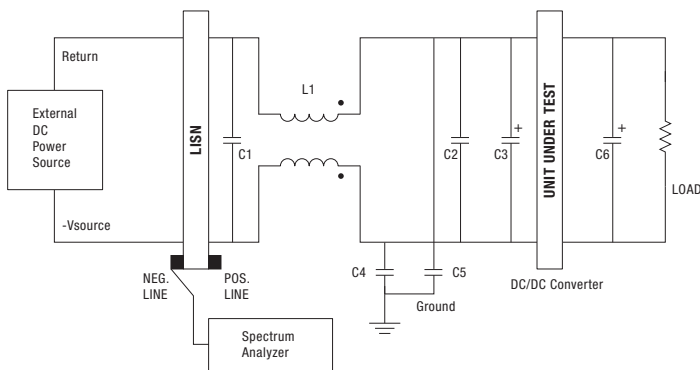 Return
L1
External
DC
Power
Source
LISN
C1
C2
C3
+
UNIT UNDER TEST
C6
+
LOAD
-Vsource
NEG.
LINE
POS.
LINE
C4
C5
Ground
DC/DC Converter
Spectrum
Analyzer